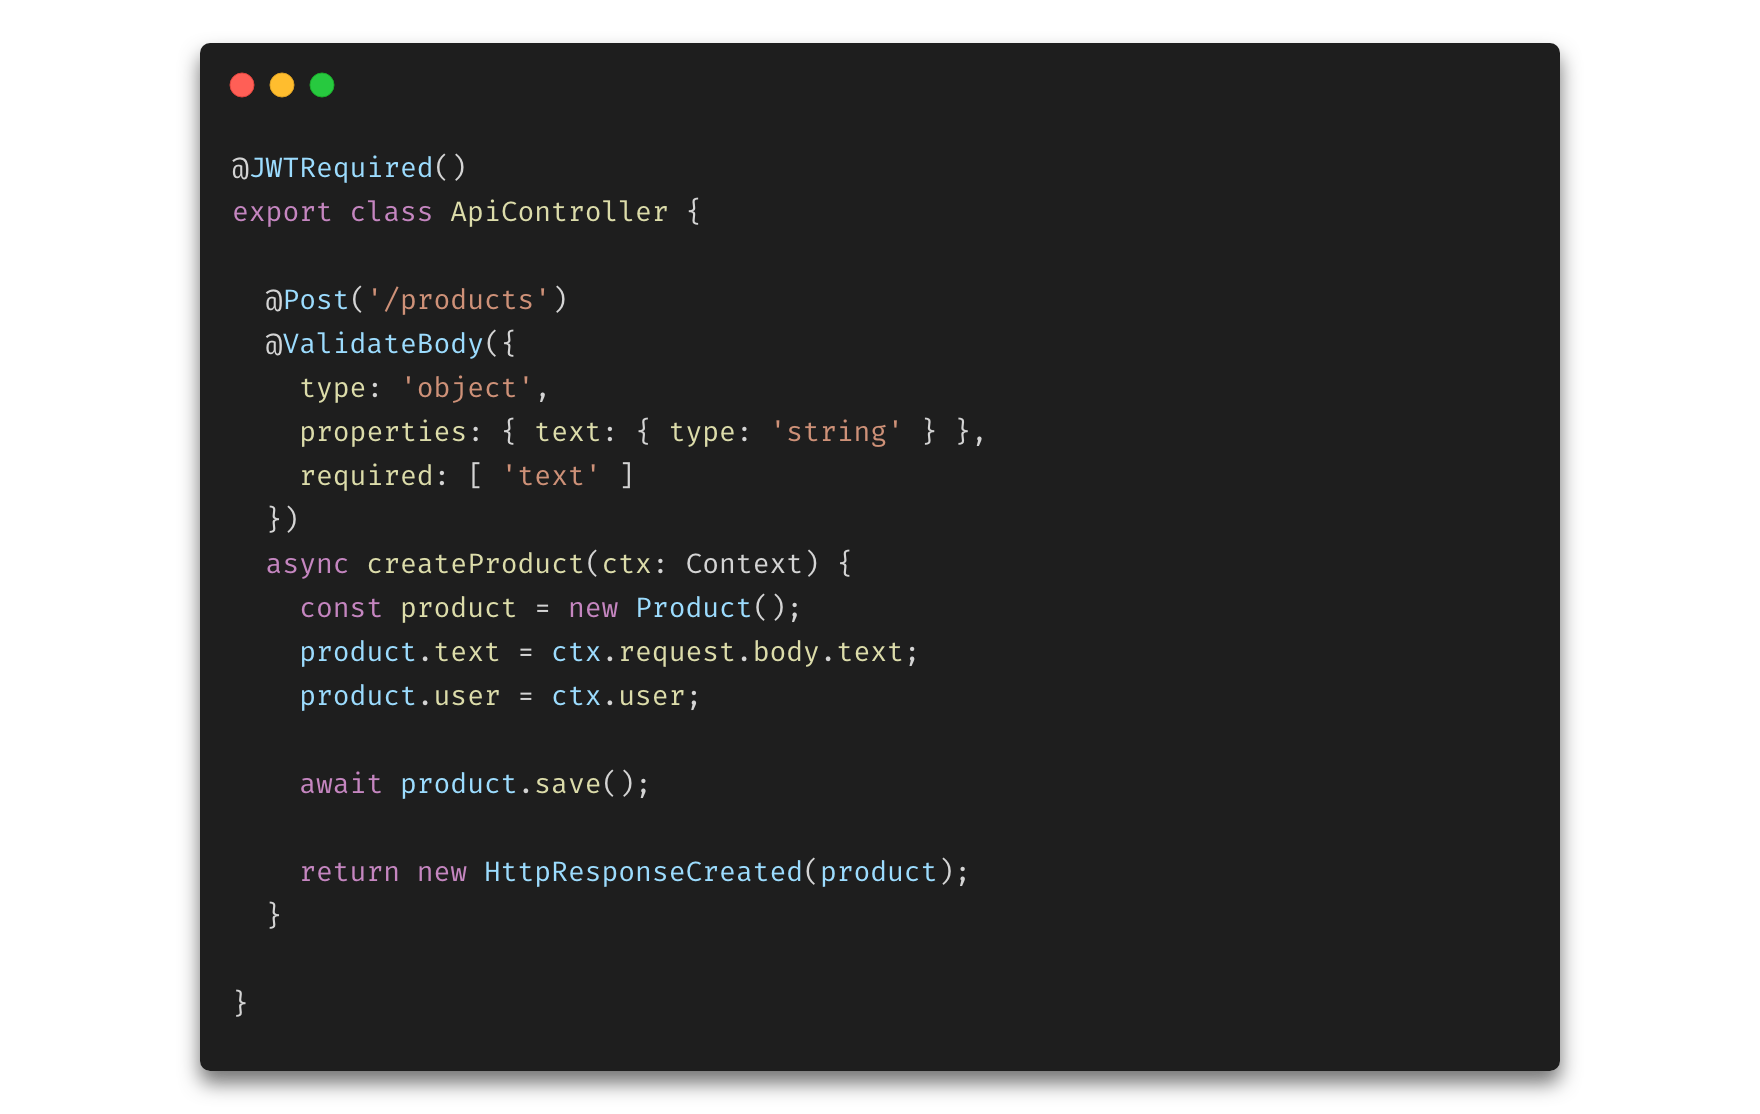 @JWTRequired()
export class ApiController {
  @Post('/products')
  @ValidateBody({
    type: 'object',
    properties: { text: { type: 'string' } },
    required: [ 'text' ]
  })
  async createProduct(ctx: Context) {
    const product = new Product();
    product.text = ctx.request.body.text;
    product.user = ctx.user;
    await product.save();
    return new HttpResponseCreated(product);
  }
}